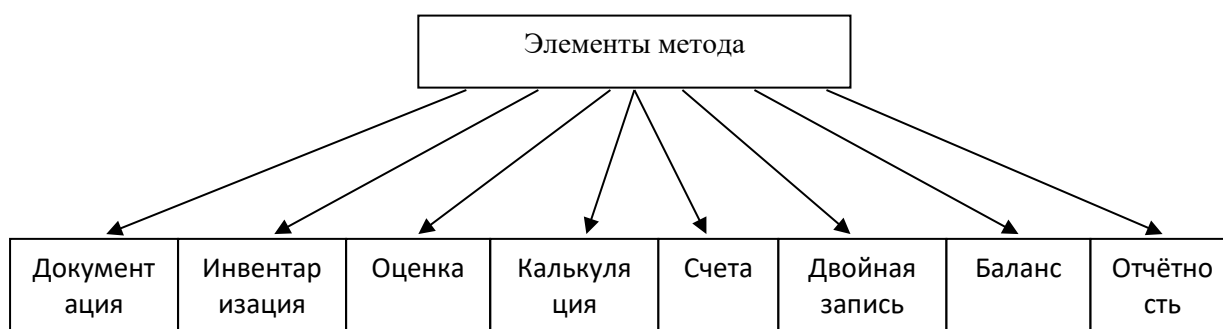 Элементы метода
Документ
ация
Инвентар
изация
Оценка
Калькуля
ция
Счета
Двойная
запись
Баланс
Отчётно
сть